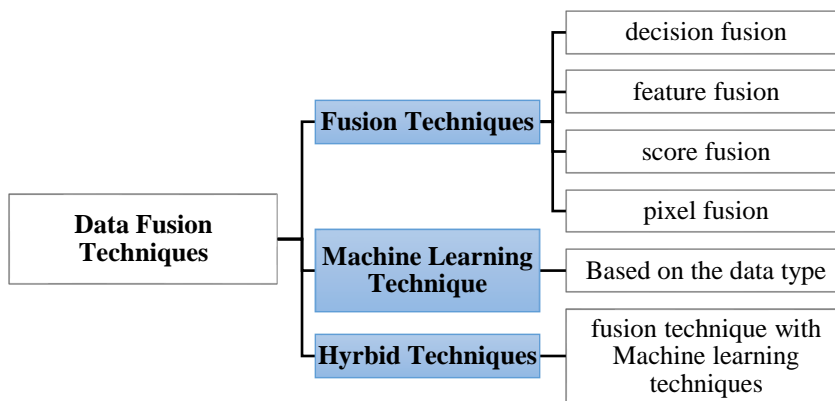 Data Fusion
Techniques
Fusion Techniques
decision fusion
feature fusion
score fusion
pixel fusion
Machine Learning
Technique
Based on the data type
Hyrbid Techniques
fusion technique with
Machine learning
techniques